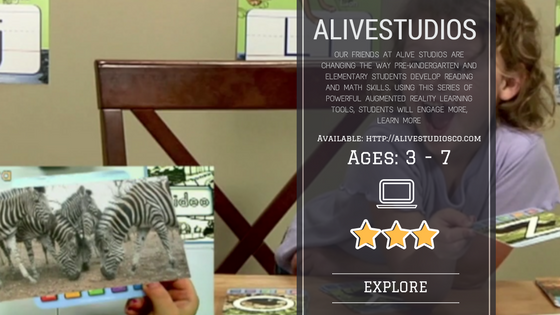 ALIVESTUDIOS
OUR FRIENDS AT ALIVE STUDIOS ARE
CHANGING THE WAY PRE-KINDERGARTEN AND
ELEMENTARY STUDENTS DEVELOP READING
AND MATH SKILLS. USING THIS SERIES OF
POWERFUL AUGMENTED REALITY LEARNING
TOOLS, STUDENTS WILL ENGAGE MORE,
LEARN MORE
Available: http://alivestudiosco.com
Ages: 3 - 7
EXPLORE